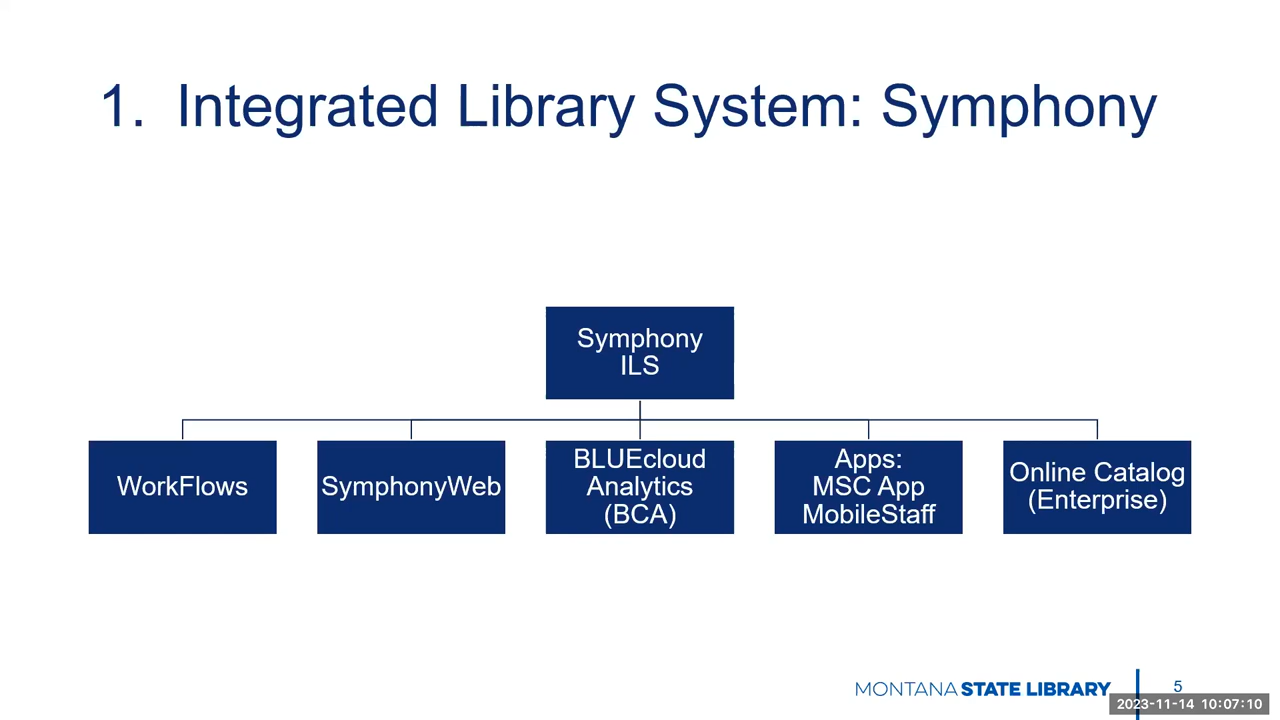 1. Integrated Library System: Symphony
Symphony
ILS
WorkFlows
SymphonyWeb
BLUEcloud
Analytics
(BCA)
Apps:
MSC App
MobileStaff
Online Catalog
(Enterprise)
MONTANA STATE LIBRARY
5
2023-11-14 10:07:10